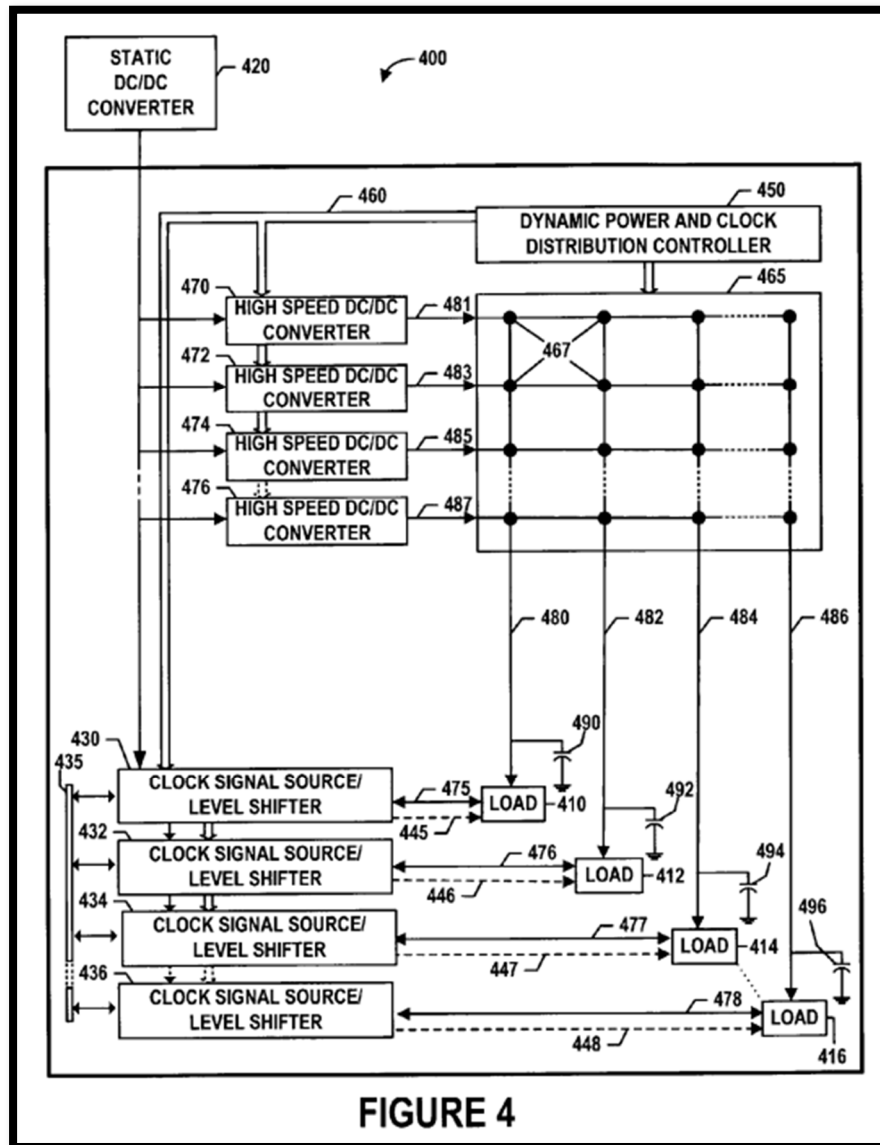 STATIC
DC/DC
CONVERTER
420
400
460
450
DYNAMIC POWER AND CLOCK
DISTRIBUTION CONTROLLER
465
470
HIGH SPEED DC/DC
CONVERTER
481
467
472
HIGH SPEED DC/DC
CONVERTER
483
474
HIGH SPEED DC/DC
CONVERTER
485
476
HIGH SPEED DC/DC
CONVERTER
487
480
482
484
486
430
435
CLOCK SIGNAL SOURCE/
LEVEL SHIFTER
475
445
490
LOAD
410
432
CLOCK SIGNAL SOURCE/
LEVEL SHIFTER
476
446
492
LOAD
412
434
CLOCK SIGNAL SOURCE/
LEVEL SHIFTER
477
447
494
LOAD
414
436
CLOCK SIGNAL SOURCE/
LEVEL SHIFTER
478
448
496
LOAD
416
FIGURE 4